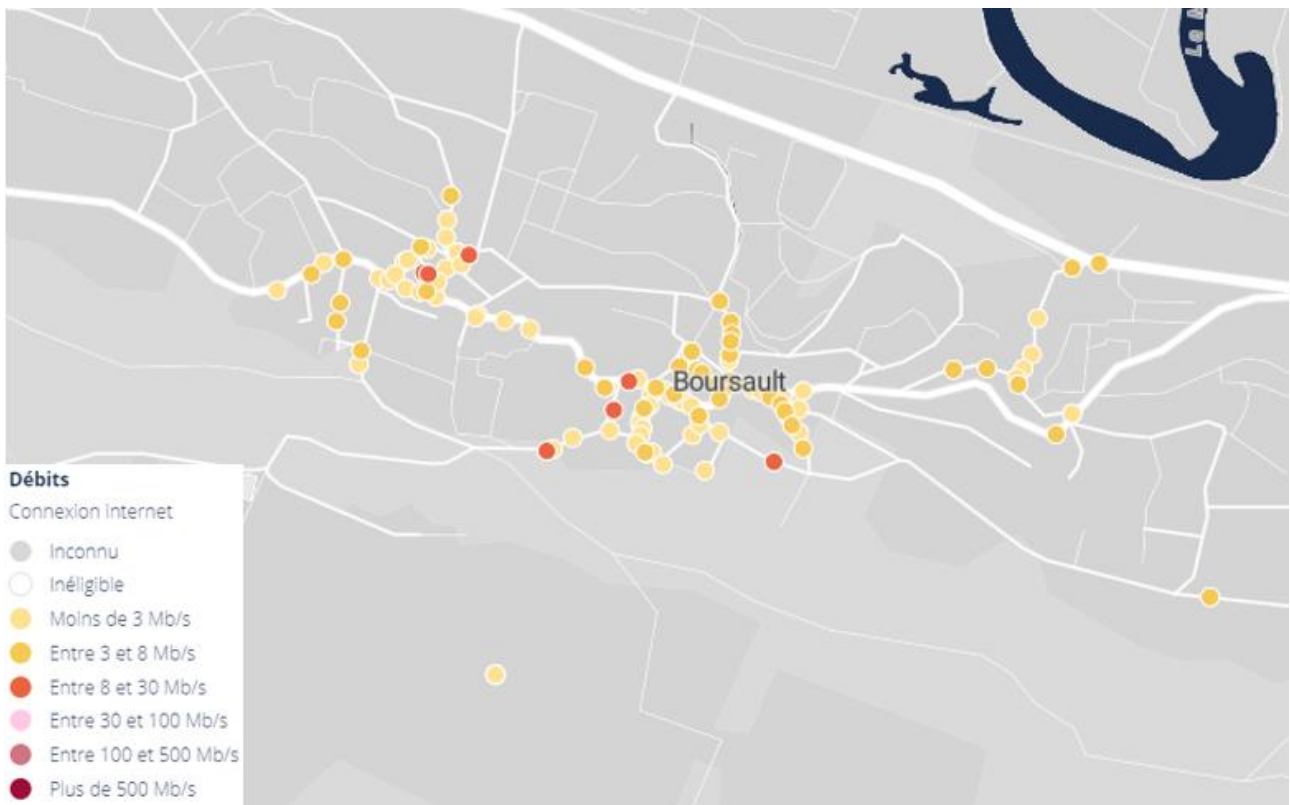 Boursault
Débits
Connexion Internet
Inconnu
Inéligible
Moins de 3 Mb/s
Entre 3 et 8 Mb/s
Entre 8 et 30 Mb/s
Entre 30 et 100 Mb/s
Entre 100 et 500 Mb/s
Plus de 500 Mb/s